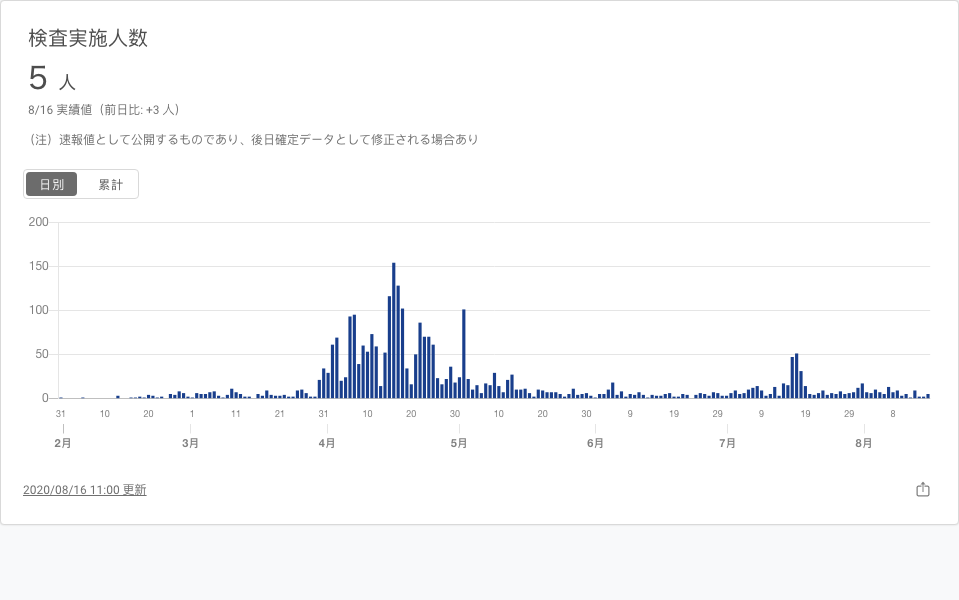 検査実施人数
5 人
8/16 実績値（前日比: +3 人）
（注）速報値として公開するものであり、後日確定データとして修正される場合あり
日別 累計
200
150
100
50
0
31 10 20 1 11 21 31 10 20 30 10 20 30 9 19 29 9 19 29 8
2月 3月 4月 5月 6月 7月 8月
2020/08/16 11:00 更新